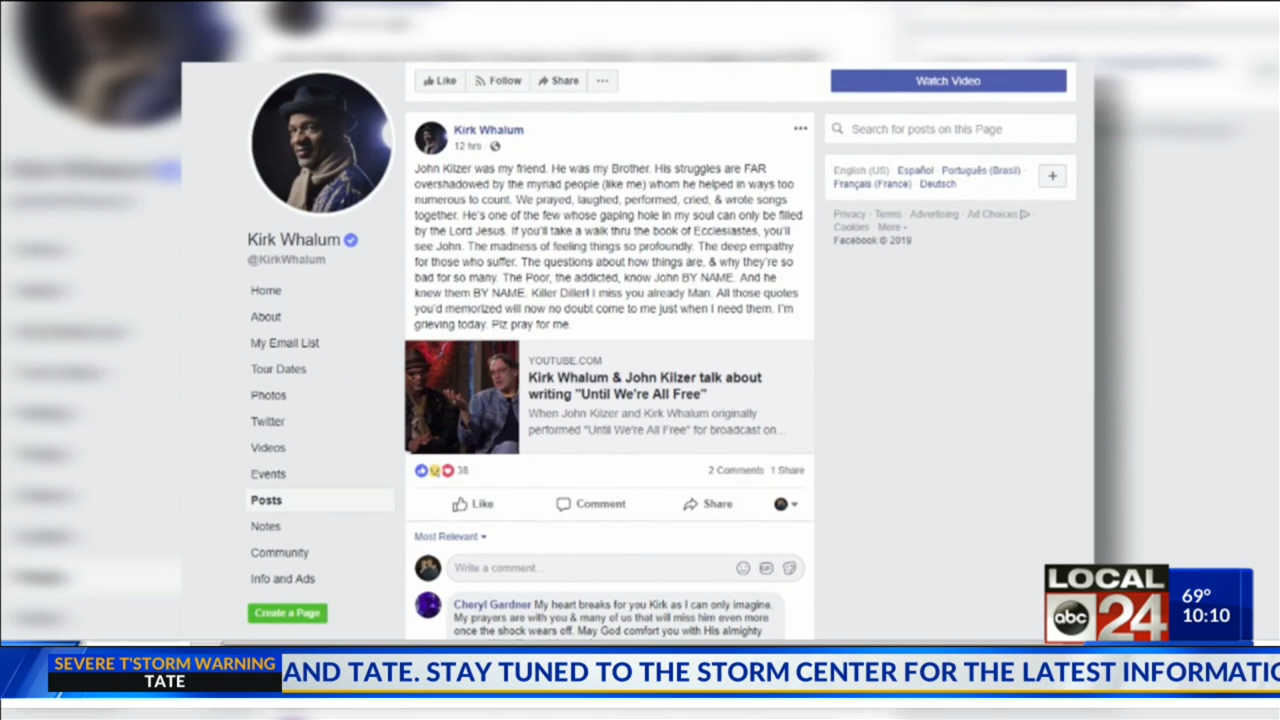 Like Follow Share ...
Watch Video
Kirk Whalum
12 hrs
John Kilzer was my friend. He was my Brother. His struggles are FAR
overshadowed by the myriad people (like me) whom he helped in ways too
numerous to count. We prayed, laughed, performed, cried, & wrote songs
together. He's one of the few whose gaping hole in my soul can only be filled
by the Lord Jesus. If you'll take a walk thru the book of Ecclesiastes, you'll
see John. The madness of feeling things so profoundly. The deep empathy
for those who suffer. The questions about how things are, & why they're so
bad for so many. The Poor, the addicted, know John BY NAME. And he
knew them BY NAME. Killer Diller! I miss you already Man. All those quotes
you'd memorized will now no doubt come to me just when I need them. I'm
grieving today. Plz pray for me.
YOUTUBE.COM
Kirk Whalum & John Kilzer talk about
writing "Until We're All Free"
When John Kilzer and Kirk Whalum originally
performed "Until We're All Free" for broadcast on...
38
2 Comments 1 Share
Like Comment Share
Most Relevant
Write a comment...
GIF
Cheryl Gardner My heart breaks for you Kirk as I can only imagine.
My prayers are with you & many of us that will miss him even more
once the shock wears off. May God comfort you with His almighty
Kirk Whalum
@KirkWhalum
Home
About
My Email List
Tour Dates
Photos
Twitter
Videos
Events
Posts
Notes
Community
Info and Ads
Create a Page
Search for posts on this Page
English (US) · Español · Português (Brasil) ·
Français (France) · Deutsch
+
Privacy · Terms · Advertising · Ad Choices ·
Cookies · More
Facebook © 2019
LOCAL
abc 24
69°
10:10
SEVERE T'STORM WARNING
TATE
AND TATE. STAY TUNED TO THE STORM CENTER FOR THE LATEST INFORMATIO